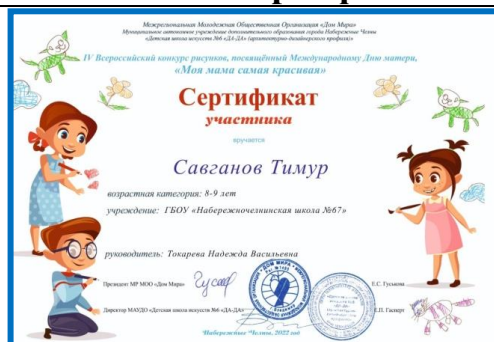 Межрегиональная Молодежная Общественная Организация «Дом Мира»
Муниципальное автономное учреждение дополнительного образования города Набережные Челны
«Детская школа искусств №6 «ДА-ДА» (архитектурно-дизайнерского профиля)»
IV Всероссийский конкурс рисунков, посвящённый Международному Дню матери,
«Моя мама самая красивая»
Сертификат
участника
вручается
Савганов Тимур
возрастная категория: 8-9 лет
учреждение: ГБОУ «Набережночелнинская школа №67»
руководитель: Токарева Надежда Васильевна
Президент МР МОО «Дом Мира»
Е.С. Гуськова
Директор МАУДО «Детская школа искусств №6 «ДА-ДА»
Набережные Челны, 2022 год